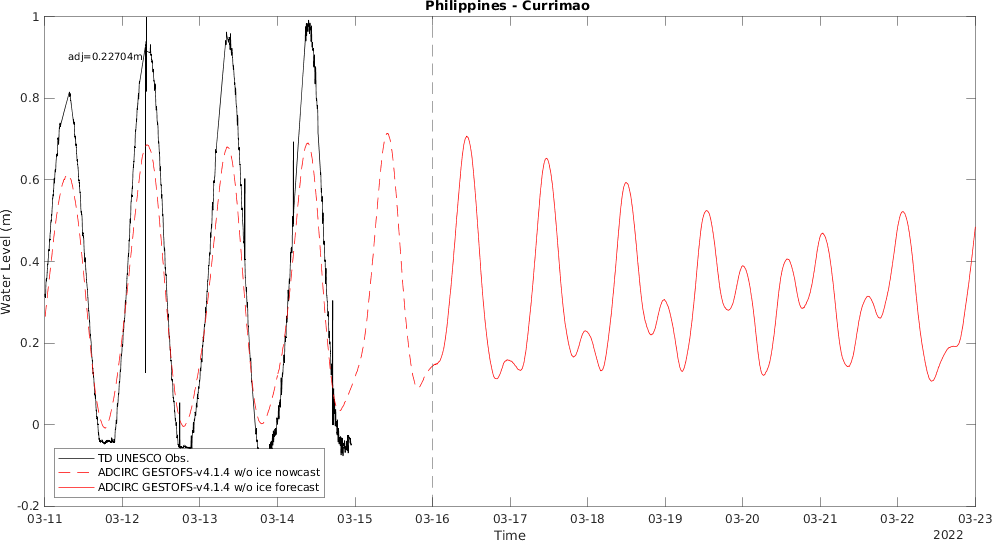 Philippines - Currimao
1
0.8
0.6
0.4
0.2
0
-0.2
Water Level (m)
adj=0.22704m
TD UNESCO Obs.
ADCIRC GESTOFS-v4.1.4 w/o ice nowcast
ADCIRC GESTOFS-v4.1.4 w/o ice forecast
03-11 03-12 03-13 03-14 03-15 03-16 03-17 03-18 03-19 03-20 03-21 03-22 03-23
Time
2022